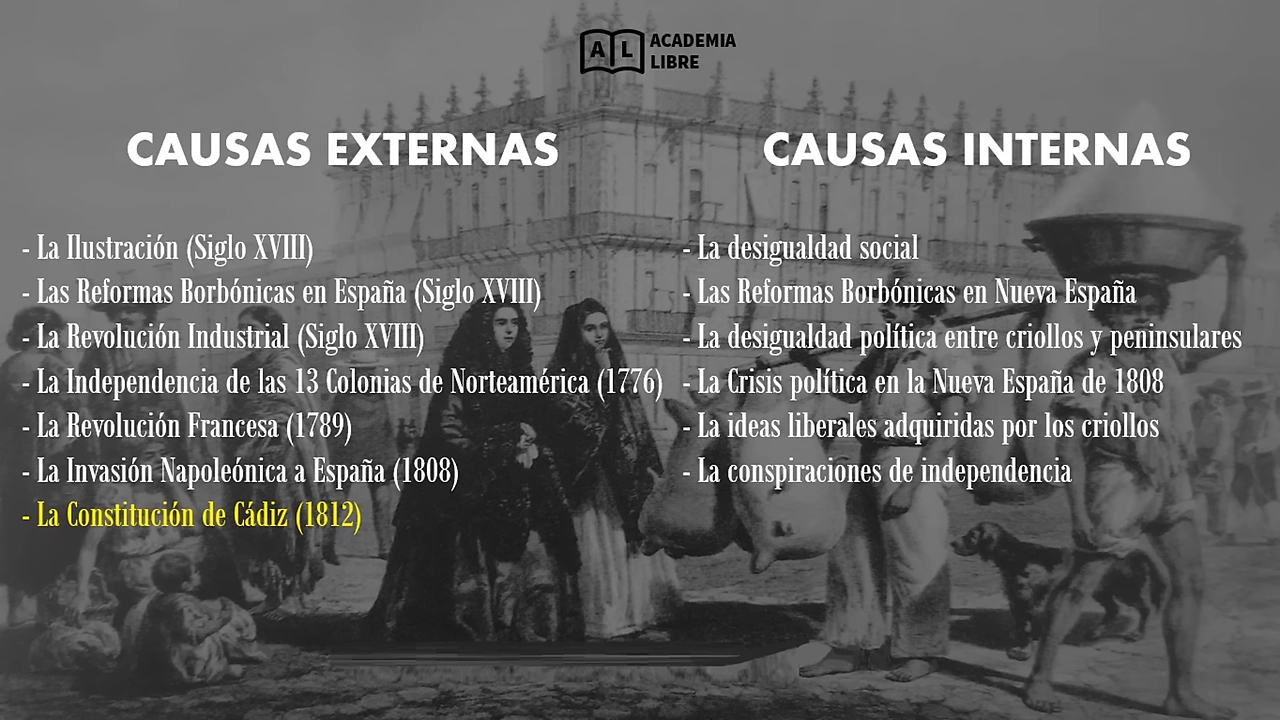 A L ACADEMIA
LIBRE
CAUSAS EXTERNAS
- La Ilustración (Siglo XVIII)
- Las Reformas Borbónicas en España (Siglo XVIII)
- La Revolución Industrial (Siglo XVIII)
- La Independencia de las 13 Colonias de Norteamérica (1776)
- La Revolución Francesa (1789)
- La Invasión Napoleónica a España (1808)
- La Constitución de Cádiz (1812)
CAUSAS INTERNAS
- La desigualdad social
- Las Reformas Borbónicas en Nueva España
- La desigualdad política entre criollos y peninsulares
- La Crisis política en la Nueva España de 1808
- La ideas liberales adquiridas por los criollos
- La conspiraciones de independencia